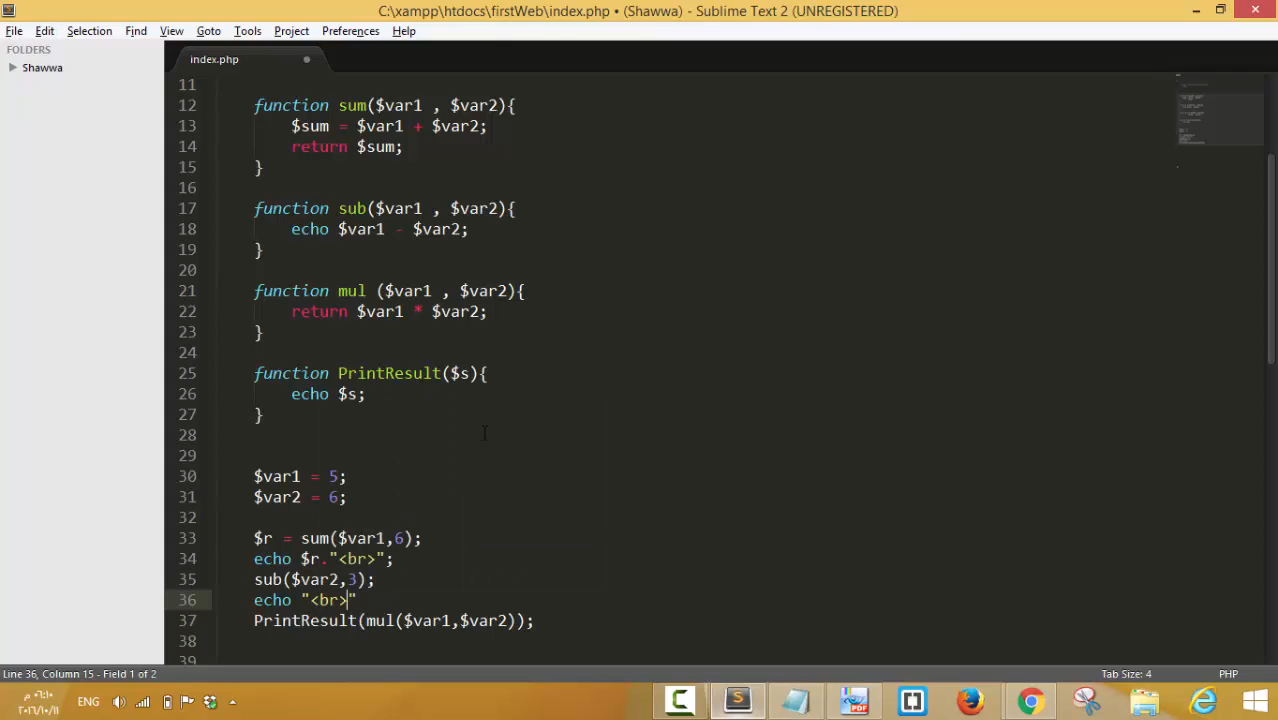 C:\xampp\htdocs\firstWeb\index.php • (Shawwa) - Sublime Text 2 (UNREGISTERED)
File Edit Selection Find View Goto Tools Project Preferences Help
FOLDERS
Shawwa
index.php
11
12 function sum($var1 , $var2){
13 $sum = $var1 + $var2;
14 return $sum;
15 }
16
17 function sub($var1 , $var2){
18 echo $var1 - $var2;
19 }
20
21 function mul ($var1 , $var2){
22 return $var1 * $var2;
23 }
24
25 function PrintResult($s){
26 echo $s;
27 }
28
29
30 $var1 = 5;
31 $var2 = 6;
32
33 $r = sum($var1,6);
34 echo $r."<br>";
35 sub($var2,3);
36 echo "<br>"
37 PrintResult(mul($var1,$var2));
38
39
Line 36, Column 15 - Field 1 of 2 Tab Size: 4 PHP
ENG
٠٦:١٠ م
٢٠١٦/١٠/١١